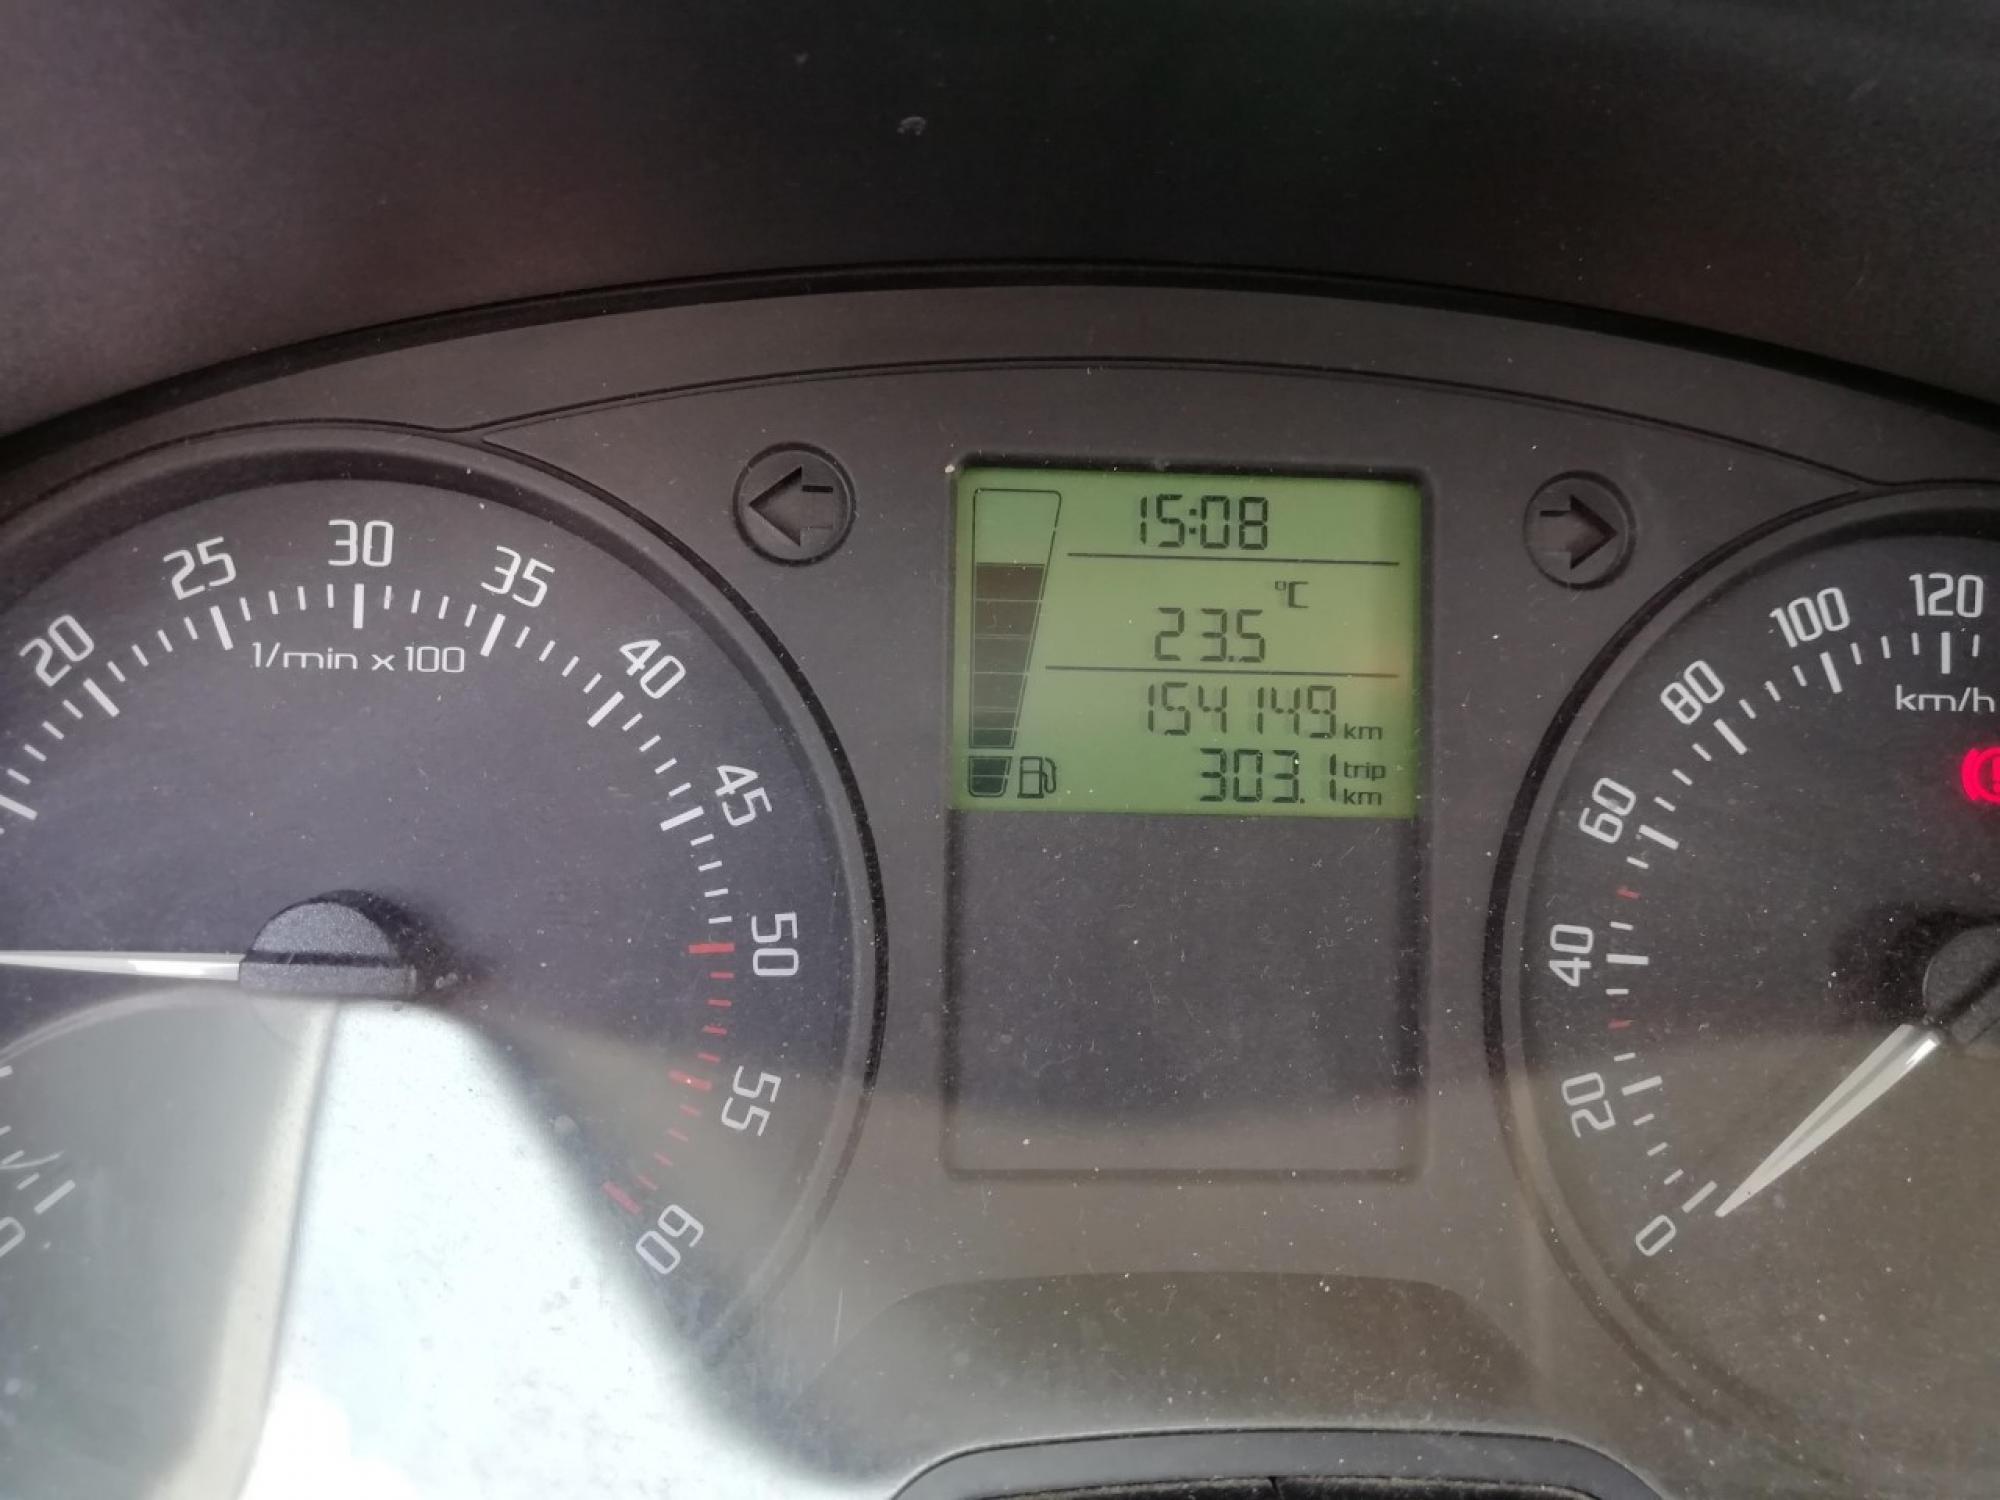 15:08
°C
23.5
154149 km
303.1 trip km
20 25 30 35 40 45 50 55 60
1/min x 100
0 20 40 60 80 100 120
km/h